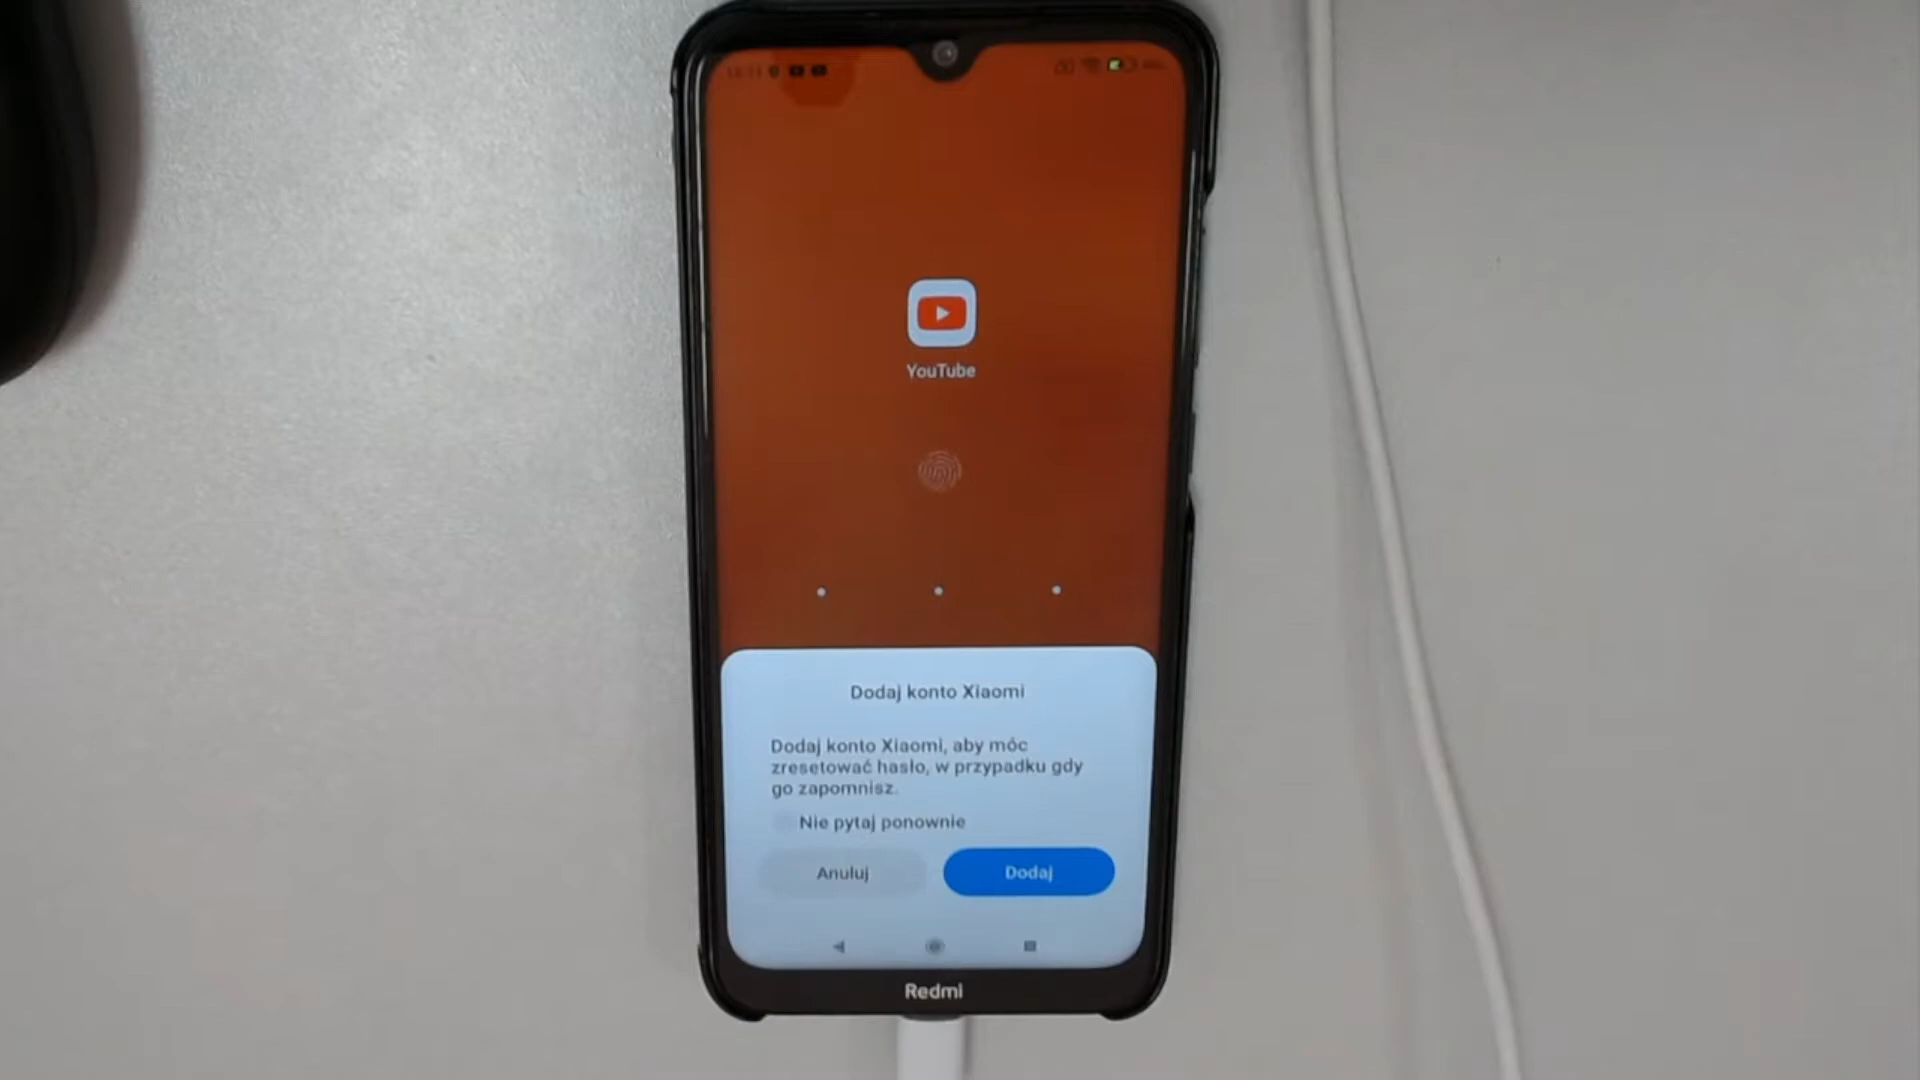 YouTube
Dodaj konto Xiaomi
Dodaj konto Xiaomi, aby móc
zresetować hasło, w przypadku gdy
go zapomnisz.
Nie pytaj ponownie
Anuluj
Dodaj
Redmi